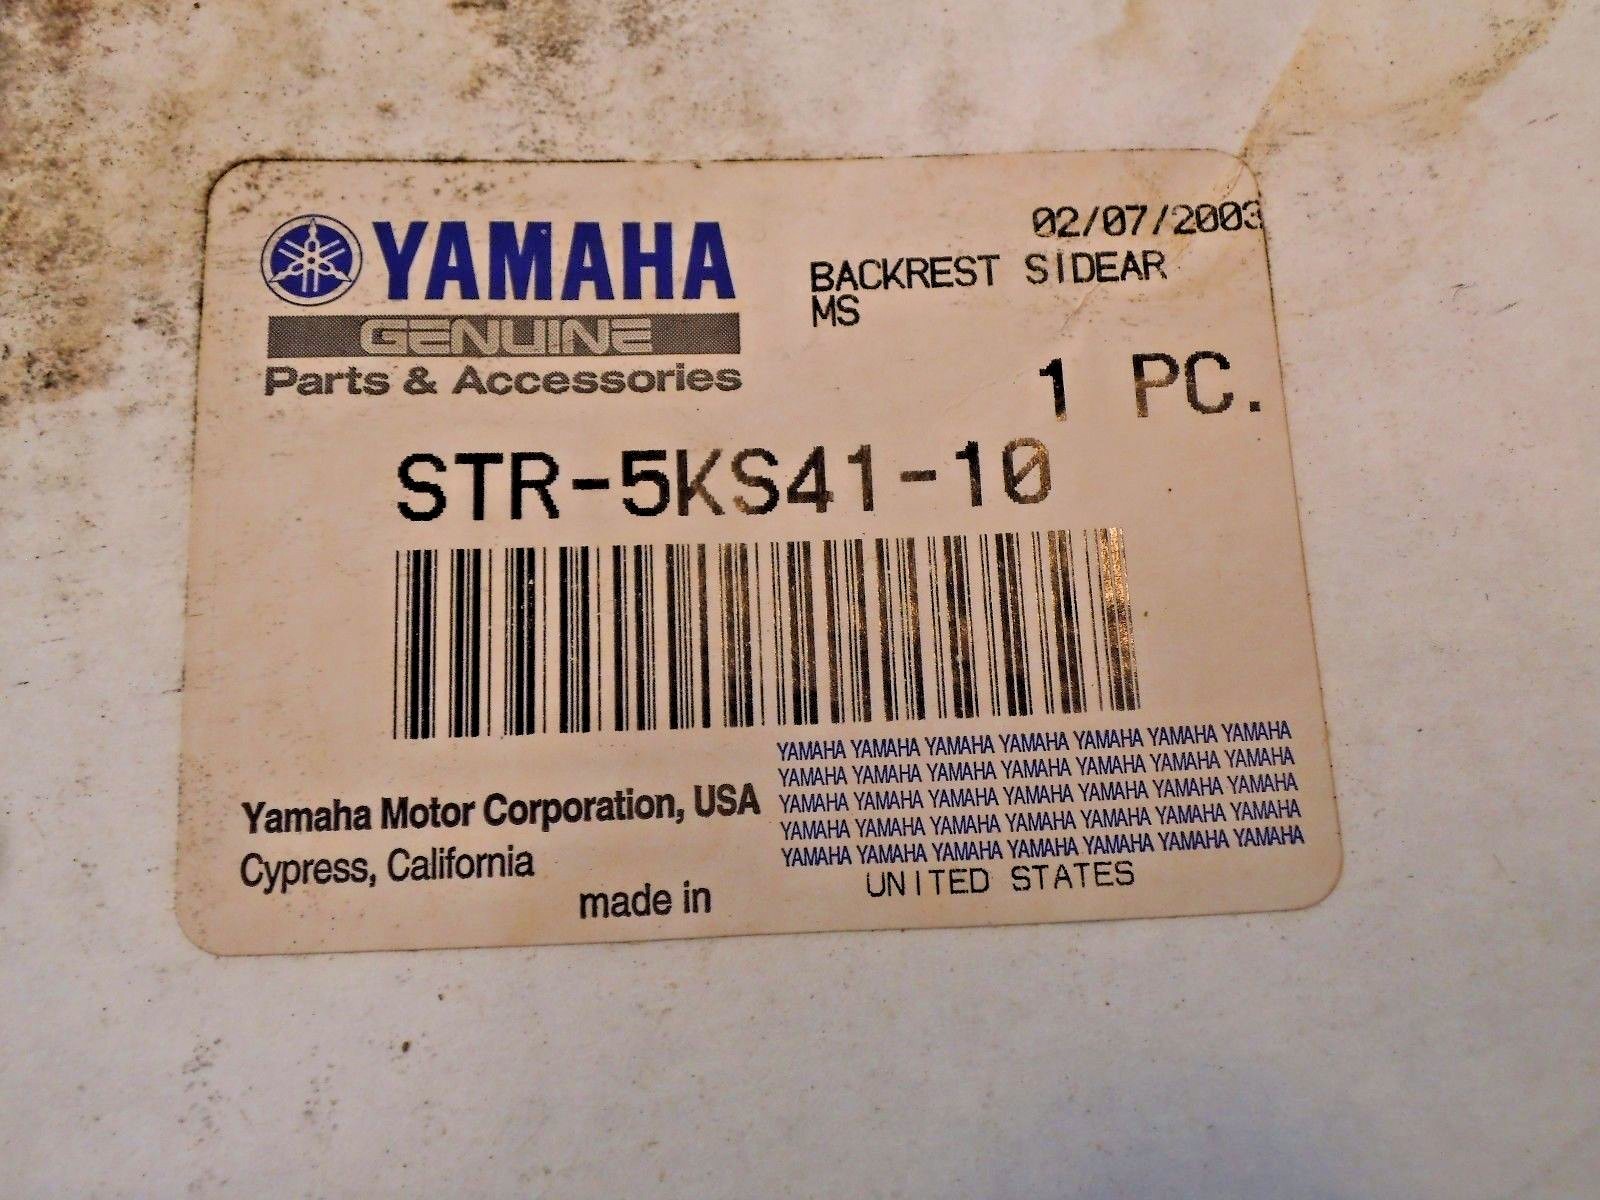 YAMAHA
GENUINE
Parts & Accessories
02/07/2003
BACKREST SIDEAR
MS
1 PC.
STR-5KS41-10
Yamaha Motor Corporation, USA
Cypress, California
made in
YAMAHA YAMAHA YAMAHA YAMAHA YAMAHA YAMAHA YAMAHA
YAMAHA YAMAHA YAMAHA YAMAHA YAMAHA YAMAHA YAMAHA
YAMAHA YAMAHA YAMAHA YAMAHA YAMAHA YAMAHA YAMAHA
YAMAHA YAMAHA YAMAHA YAMAHA YAMAHA YAMAHA YAMAHA
YAMAHA YAMAHA YAMAHA YAMAHA YAMAHA YAMAHA YAMAHA
UNITED STATES